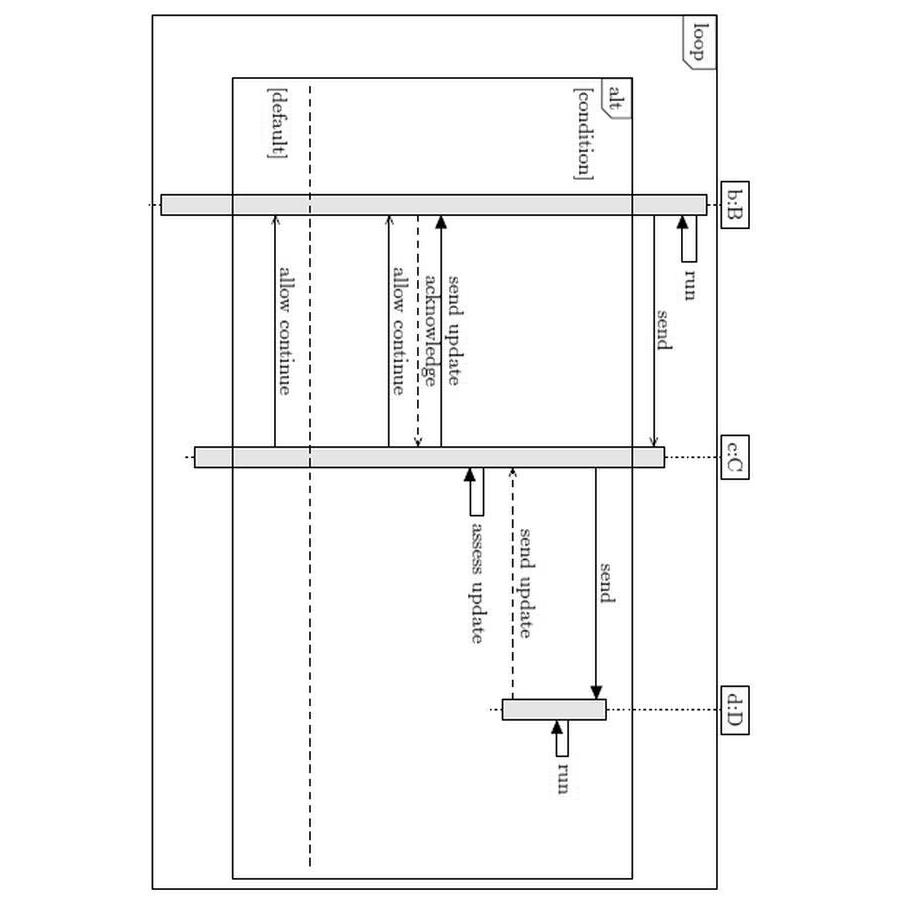 loop
b:B
c:C
d:D
run
send
alt
[condition]
send
run
send update
assess update
send update
acknowledge
allow continue
[default]
allow continue